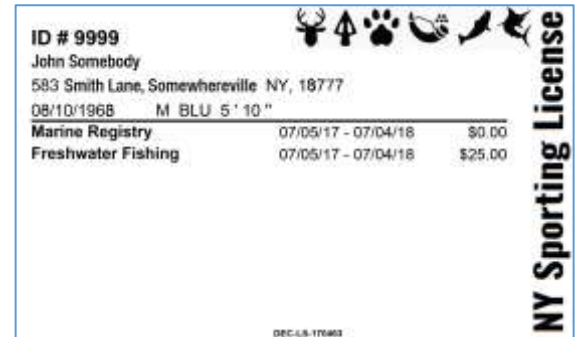 ID # 9999
John Somebody
583 Smith Lane, Somewhereville NY, 18777
08/10/1968 M BLU 5 ' 10 "
Marine Registry 07/05/17 - 07/04/18 $0.00
Freshwater Fishing 07/05/17 - 07/04/18 $25.00
NY Sporting License